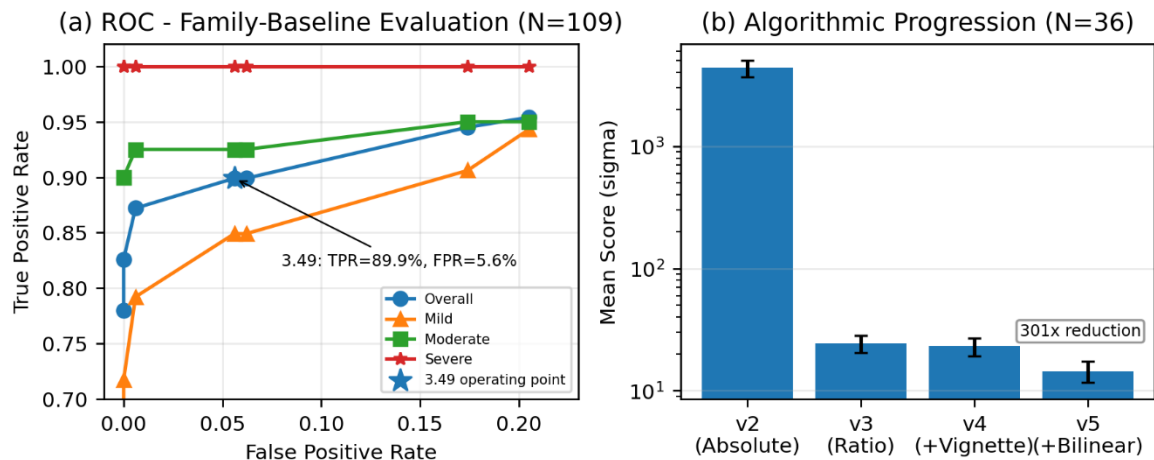 (a) ROC - Family-Baseline Evaluation (N=109)
1.00
0.95
0.90
0.85
0.80
0.75
0.70
True Positive Rate
3.49: TPR=89.9%, FPR=5.6%
Overall
Mild
Moderate
Severe
3.49 operating point
0.00 0.05 0.10 0.15 0.20
False Positive Rate
(b) Algorithmic Progression (N=36)
10³
10²
10¹
Mean Score (sigma)
301x reduction
v2 v3 v4 v5
(Absolute) (Ratio) (+Vignette) (+Bilinear)